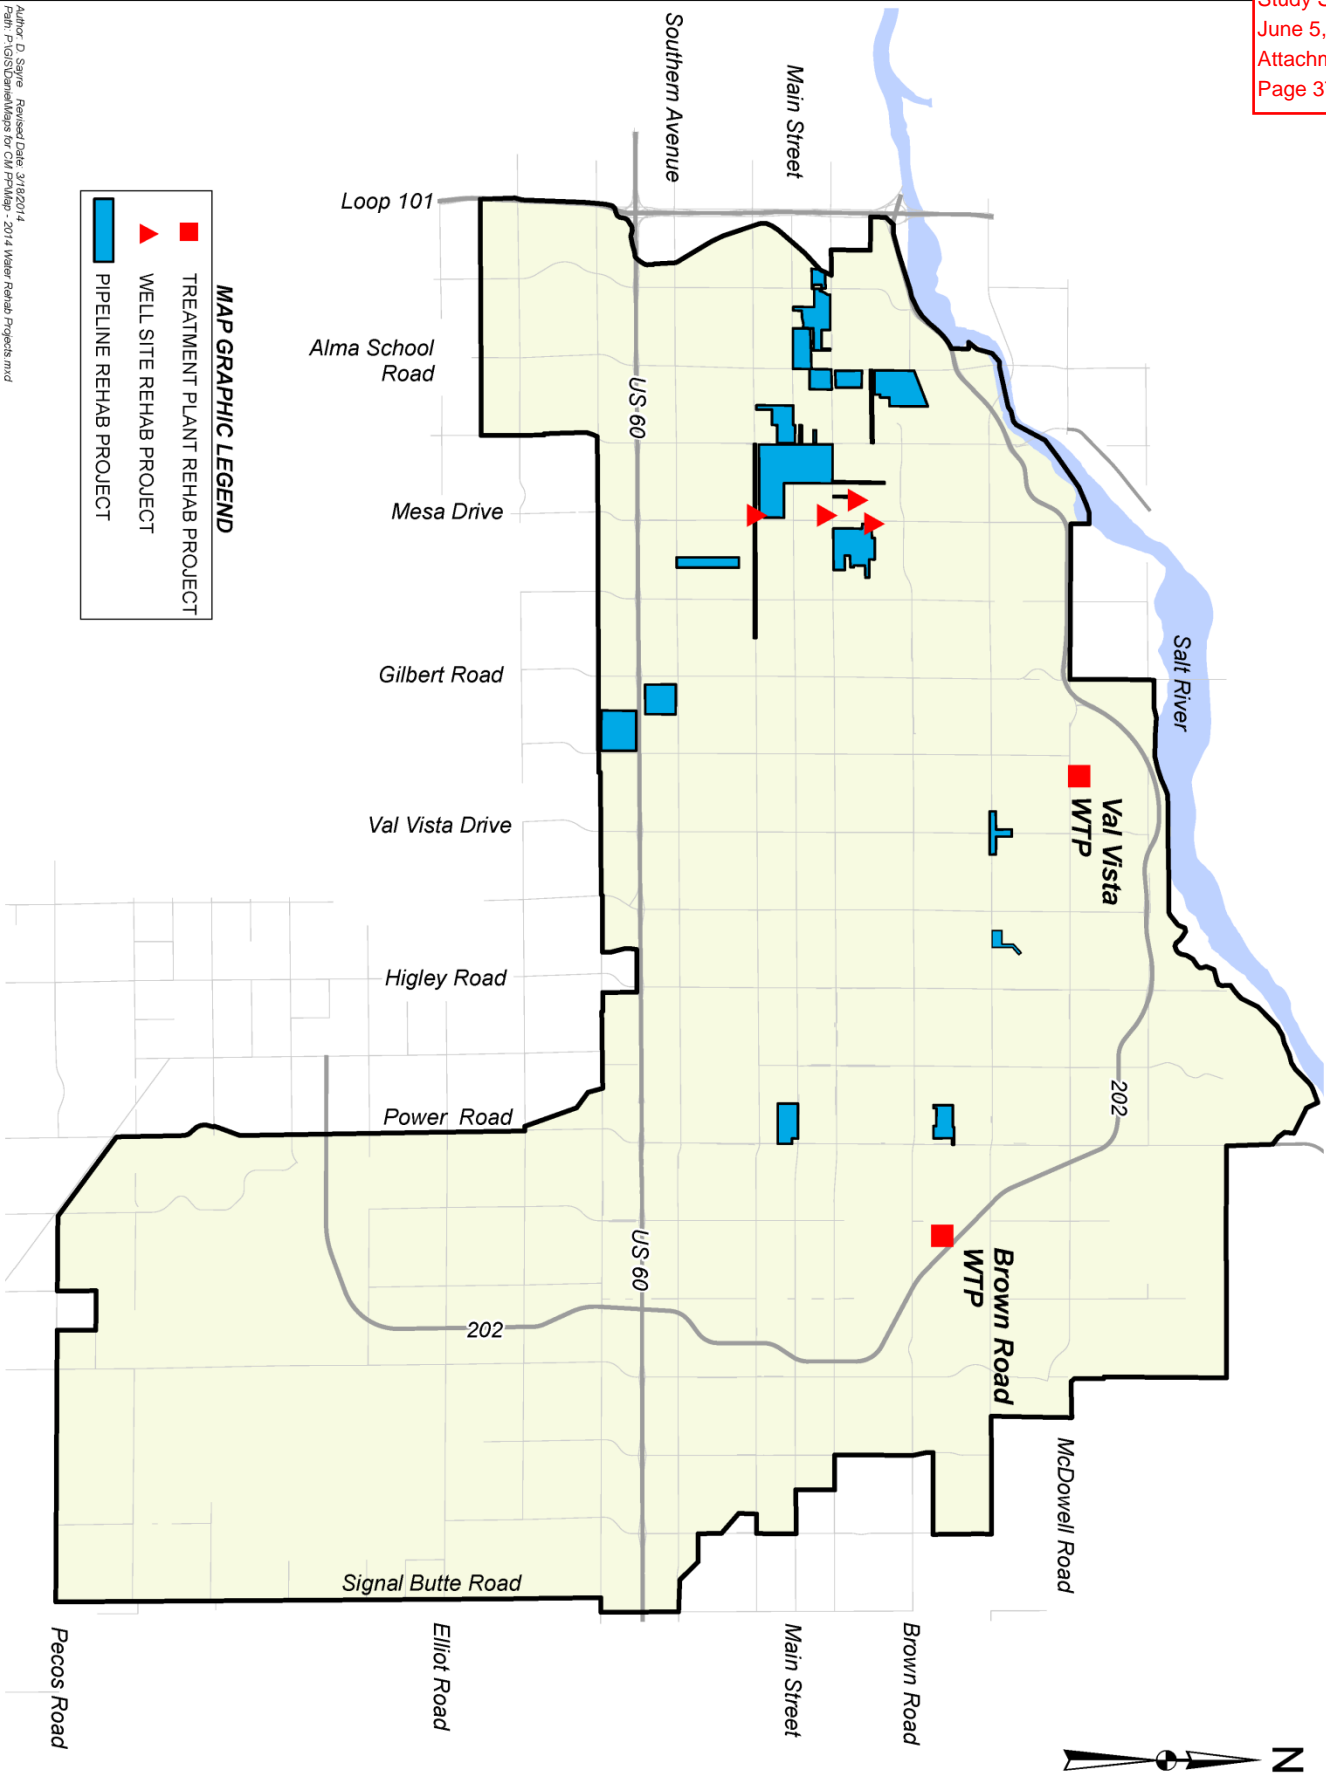 Study S
June 5,
Attachm
Page 3
Southern Avenue
Main Street
Loop 101
Alma School
Road
US 60
Mesa Drive
Gilbert Road
Val Vista Drive
Higley Road
Power Road
Salt River
Val Vista
WTP
202
Brown Road
WTP
US 60
202
Signal Butte Road
McDowell Road
Brown Road
Main Street
Elliot Road
Pecos Road
N
MAP GRAPHIC LEGEND
TREATMENT PLANT REHAB PROJECT
WELL SITE REHAB PROJECT
PIPELINE REHAB PROJECT
Author: D. Sayre Revised Date: 3/18/2014
Path: P:\GIS\Daniel\Maps for CM PP\Map - 2014 Water Rehab Projects.mxd